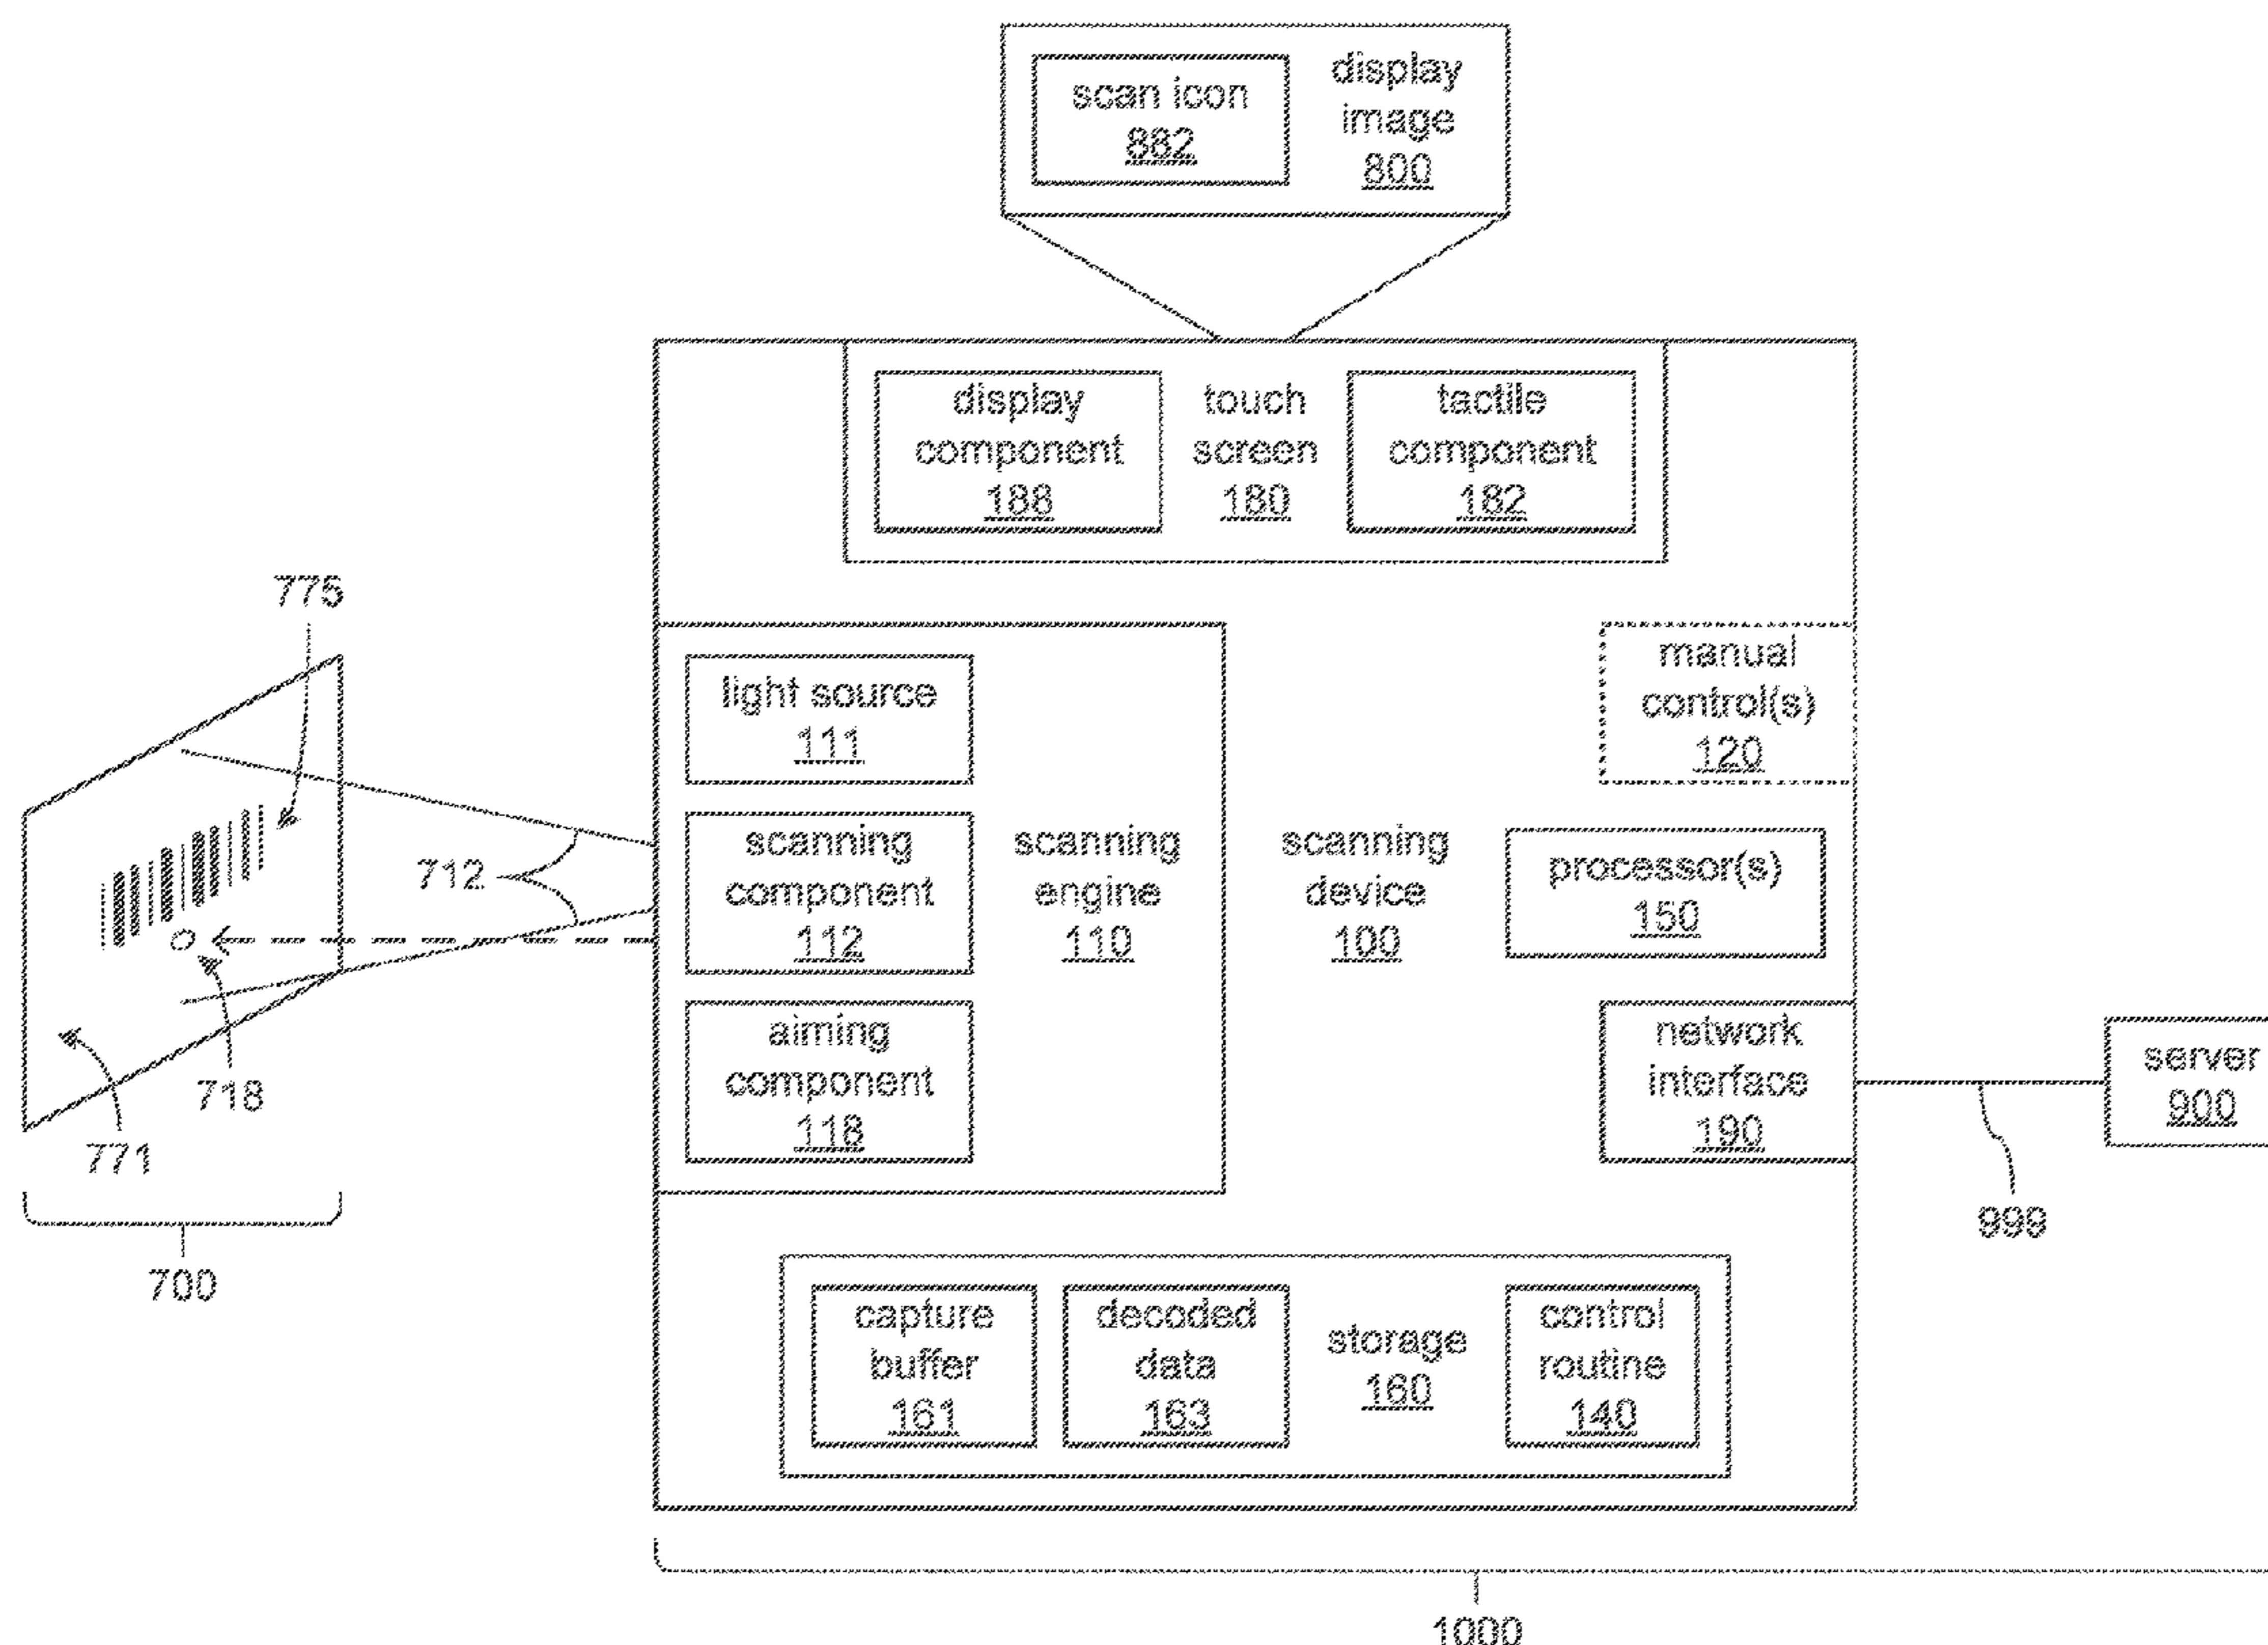 scan icon
882
display
image
800
display
component
188
touch
screen
180
tactile
component
182
775
light source
111
manual
control(s)
120
712
scanning
component
112
scanning
engine
110
scanning
device
100
processor(s)
150
aiming
component
118
network
interface
190
server
900
718
771
999
700
capture
buffer
161
decoded
data
163
storage
160
control
routine
140
1000